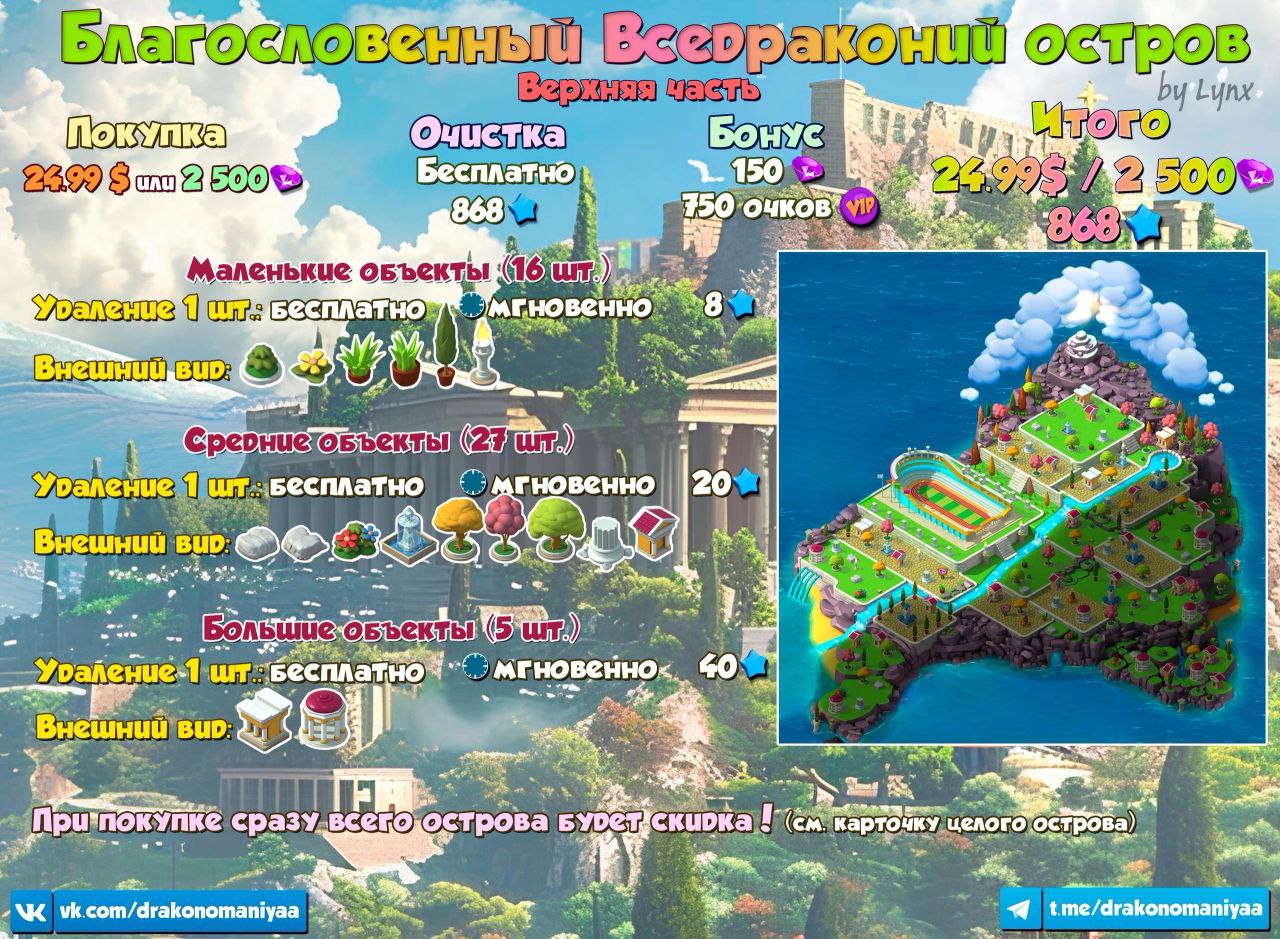 Благословенный Вседраконий остров
Верхняя часть
by Lynx
Покупка
24.99 $ или 2 500
Очистка
Бесплатно
868
Бонус
150
750 очков VIP
Итого
24.99$ / 2 500
868
Маленькие объекты (16 шт.)
Удаление 1 шт.: бесплатно мгновенно 8
Внешний вид:
Средние объекты (27 шт.)
Удаление 1 шт.: бесплатно мгновенно 20
Внешний вид:
Большие объекты (5 шт.)
Удаление 1 шт.: бесплатно мгновенно 40
Внешний вид:
При покупке сразу всего острова будет скидка! (см. карточку целого острова)
vk.com/drakonomaniyaa
t.me/drakonomaniyaa